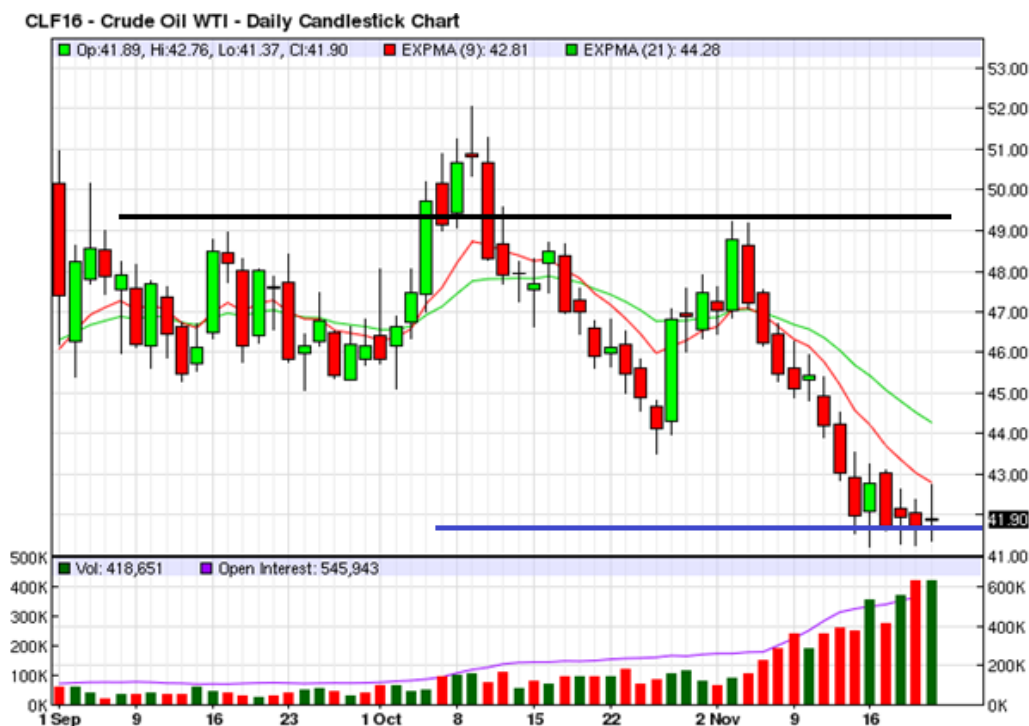 CLF16 - Crude Oil WTI - Daily Candlestick Chart
Op:41.89, Hi:42.76, Lo:41.37, Cl:41.90 EXPMA (9): 42.81 EXPMA (21): 44.28
53.00
52.00
51.00
50.00
49.00
48.00
47.00
46.00
45.00
44.00
43.00
41.90
41.00
Vol: 418,651 Open Interest: 545,943
500K
400K 600K
300K
400K
200K
100K 200K
0K 0K
1 Sep 9 16 23 1 Oct 8 15 22 2 Nov 9 16